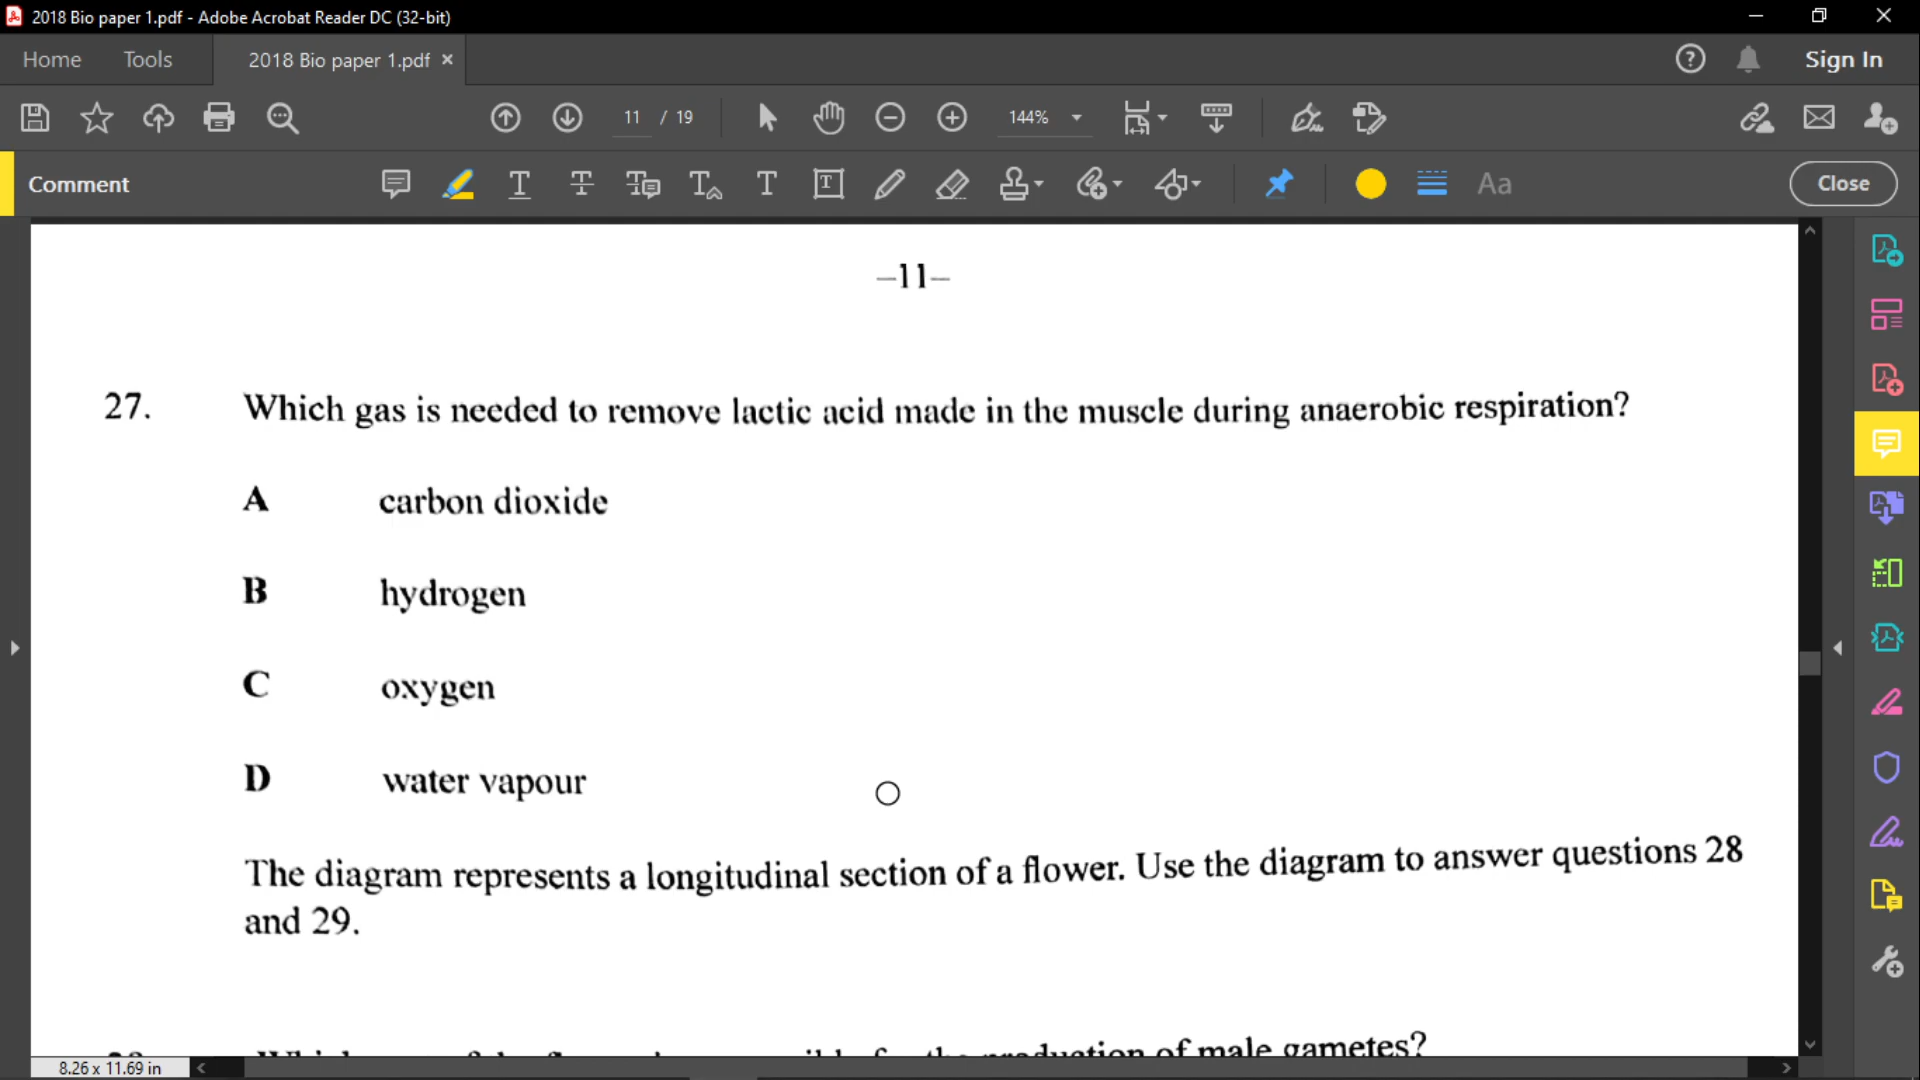 2018 Bio paper 1.pdf - Adobe Acrobat Reader DC (32-bit)
Home Tools 2018 Bio paper 1.pdf × Sign In
11 / 19 144%
Comment Aa Close
–11–
27. Which gas is needed to remove lactic acid made in the muscle during anaerobic respiration?
A carbon dioxide
B hydrogen
C oxygen
D water vapour
The diagram represents a longitudinal section of a flower. Use the diagram to answer questions 28
and 29.
production of male gametes?
8.26 x 11.69 in